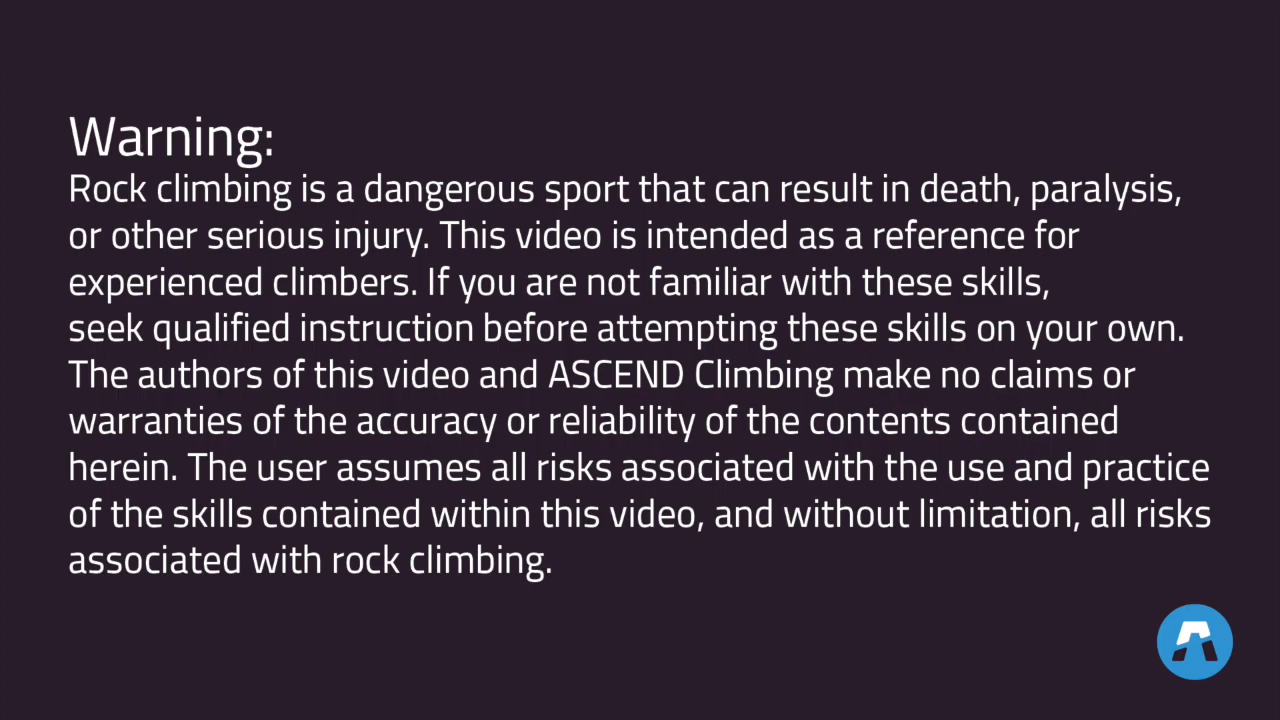 Warning:
Rock climbing is a dangerous sport that can result in death, paralysis,
or other serious injury. This video is intended as a reference for
experienced climbers. If you are not familiar with these skills,
seek qualified instruction before attempting these skills on your own.
The authors of this video and ASCEND Climbing make no claims or
warranties of the accuracy or reliability of the contents contained
herein. The user assumes all risks associated with the use and practice
of the skills contained within this video, and without limitation, all risks
associated with rock climbing.